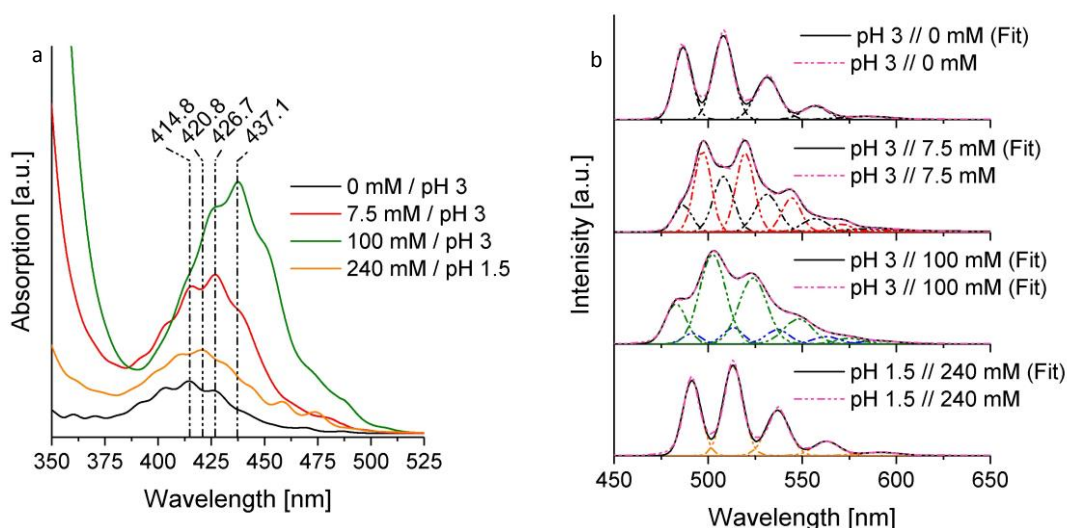 a
414.8
420.8
426.7
437.1
0 mM / pH 3
7.5 mM / pH 3
100 mM / pH 3
240 mM / pH 1.5
Absorption [a.u.]
350 375 400 425 450 475 500 525
Wavelength [nm]
b
pH 3 // 0 mM (Fit)
pH 3 // 0 mM
pH 3 // 7.5 mM (Fit)
pH 3 // 7.5 mM
pH 3 // 100 mM (Fit)
pH 3 // 100 mM (Fit)
pH 1.5 // 240 mM (Fit)
pH 1.5 // 240 mM
Intenisity [a.u.]
450 500 550 600 650
Wavelength [nm]